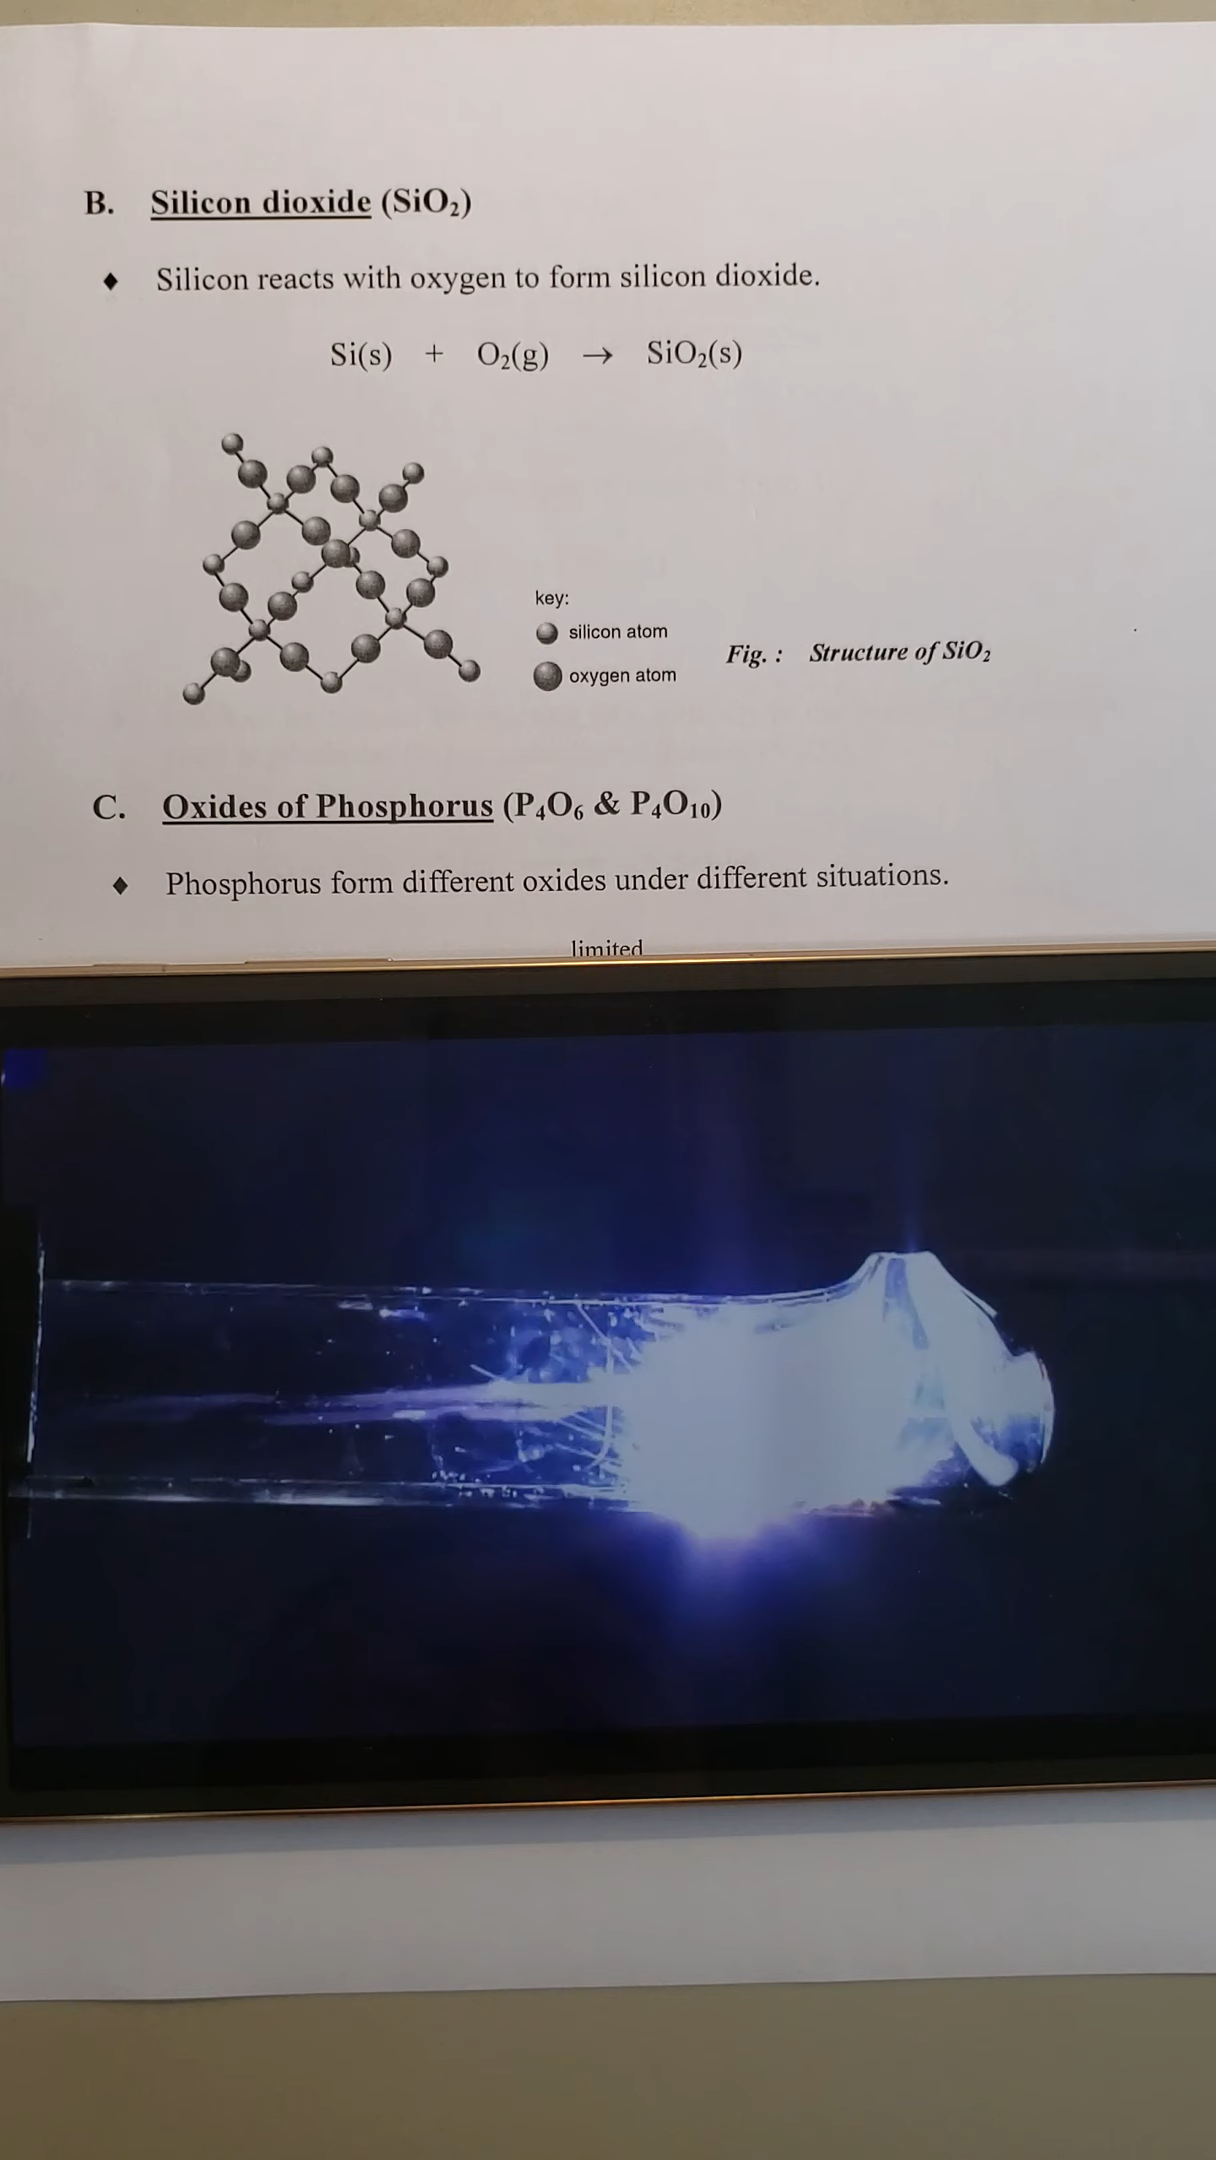 B. Silicon dioxide (SiO₂)
♦ Silicon reacts with oxygen to form silicon dioxide.
Si(s) + O₂(g) → SiO₂(s)
key:
silicon atom
oxygen atom
Fig. : Structure of SiO₂
C. Oxides of Phosphorus (P₄O₆ & P₄O₁₀)
♦ Phosphorus form different oxides under different situations.
limited